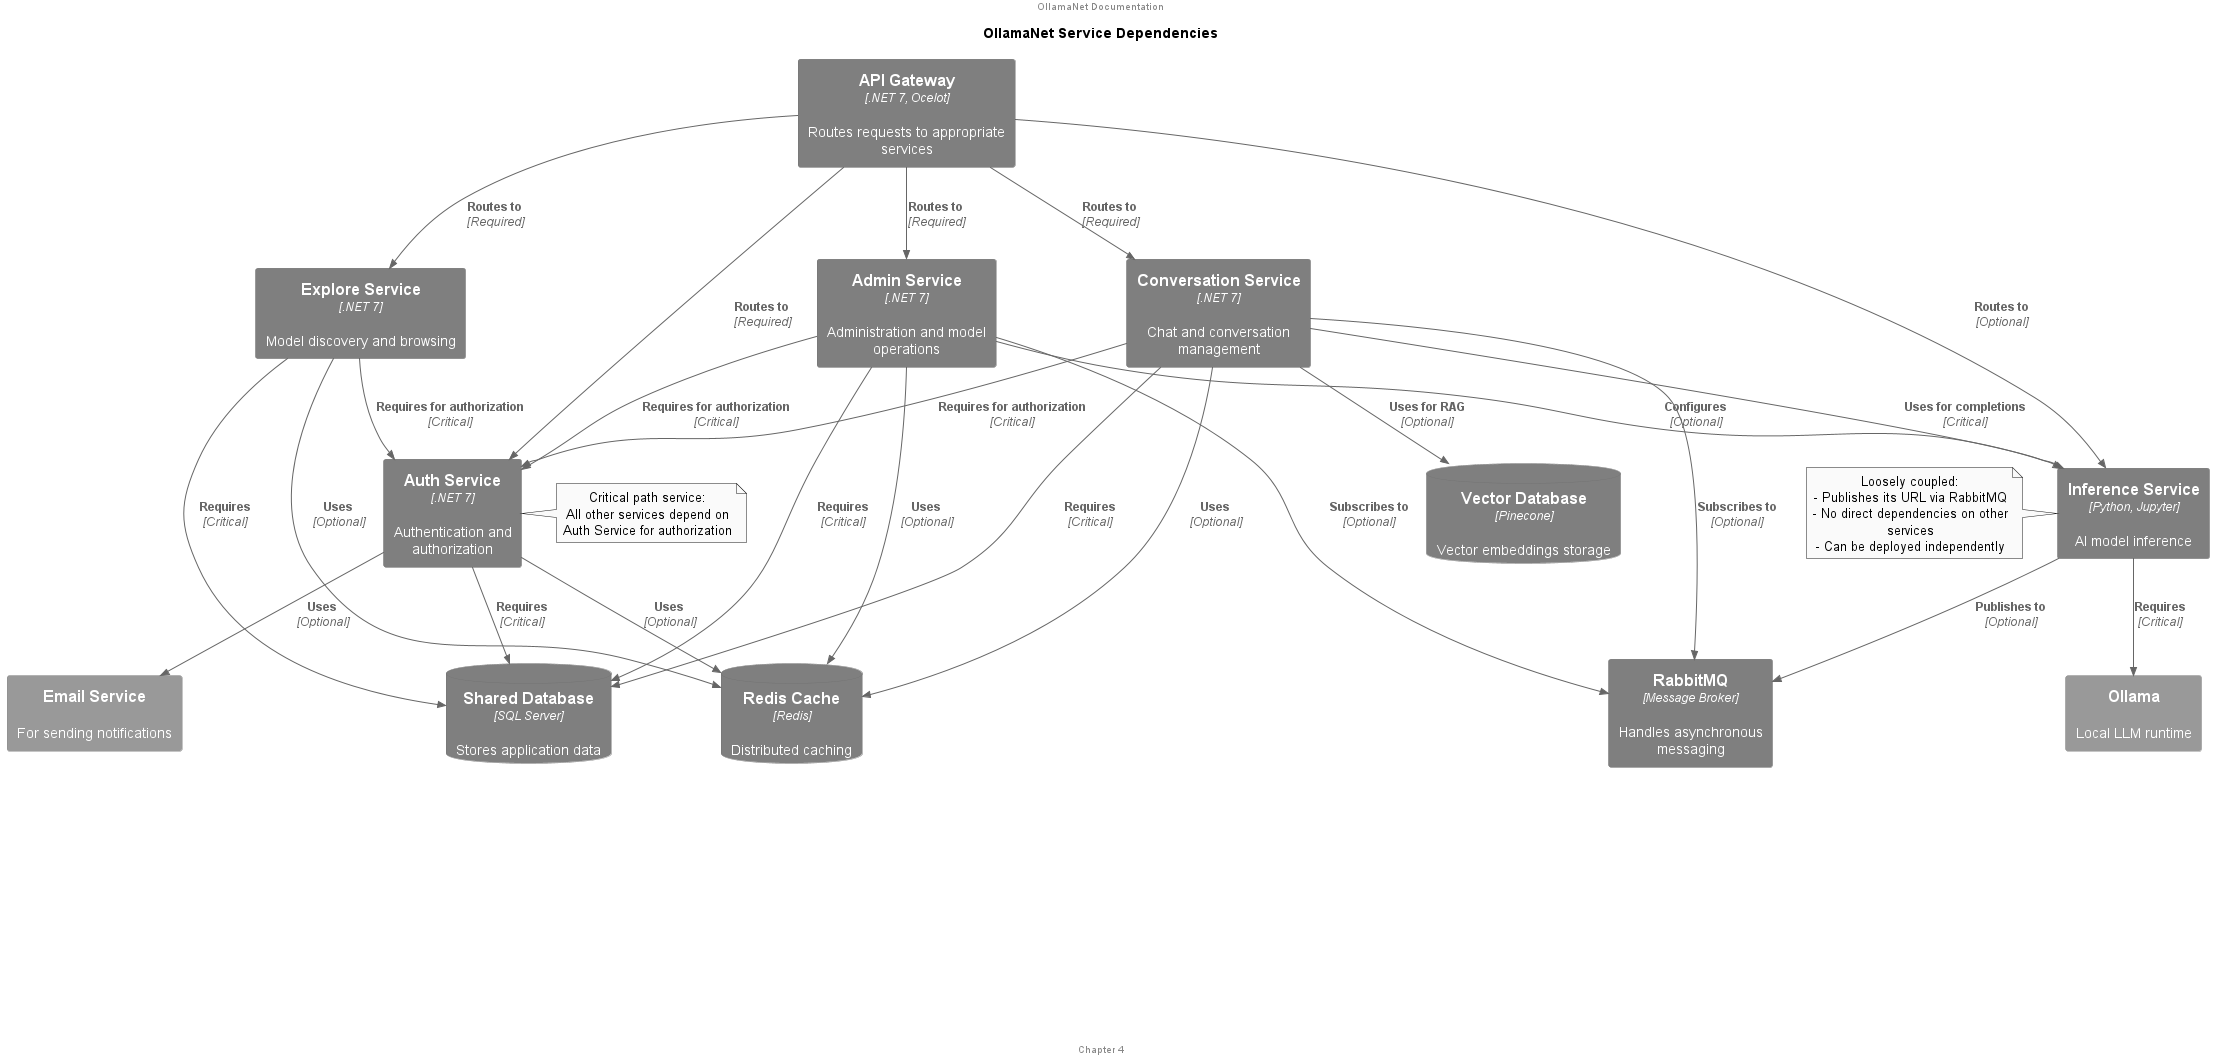 OllamaNet Documentation
OllamaNet Service Dependencies
API Gateway
[.NET 7, Ocelot]
Routes requests to appropriate
services
Routes to
[Required]
Routes to
[Required]
Routes to
[Required]
Explore Service
[.NET 7]
Model discovery and browsing
Admin Service
[.NET 7]
Administration and model
operations
Conversation Service
[.NET 7]
Chat and conversation
management
Routes to
[Required]
Routes to
[Optional]
Requires for authorization
[Critical]
Requires for authorization
[Critical]
Requires for authorization
[Critical]
Uses for RAG
[Optional]
Configures
[Optional]
Uses for completions
[Critical]
Auth Service
[.NET 7]
Authentication and
authorization
Critical path service:
All other services depend on
Auth Service for authorization
Vector Database
[Pinecone]
Vector embeddings storage
Loosely coupled:
- Publishes its URL via RabbitMQ
- No direct dependencies on other
services
- Can be deployed independently
Inference Service
[Python, Jupyter]
AI model inference
Requires
[Critical]
Uses
[Optional]
Requires
[Critical]
Uses
[Optional]
Requires
[Critical]
Uses
[Optional]
Subscribes to
[Optional]
Subscribes to
[Optional]
Uses
[Optional]
Requires
[Critical]
Uses
[Optional]
Publishes to
[Optional]
Requires
[Critical]
Email Service
For sending notifications
Shared Database
[SQL Server]
Stores application data
Redis Cache
[Redis]
Distributed caching
RabbitMQ
[Message Broker]
Handles asynchronous
messaging
Ollama
Local LLM runtime
Chapter 4